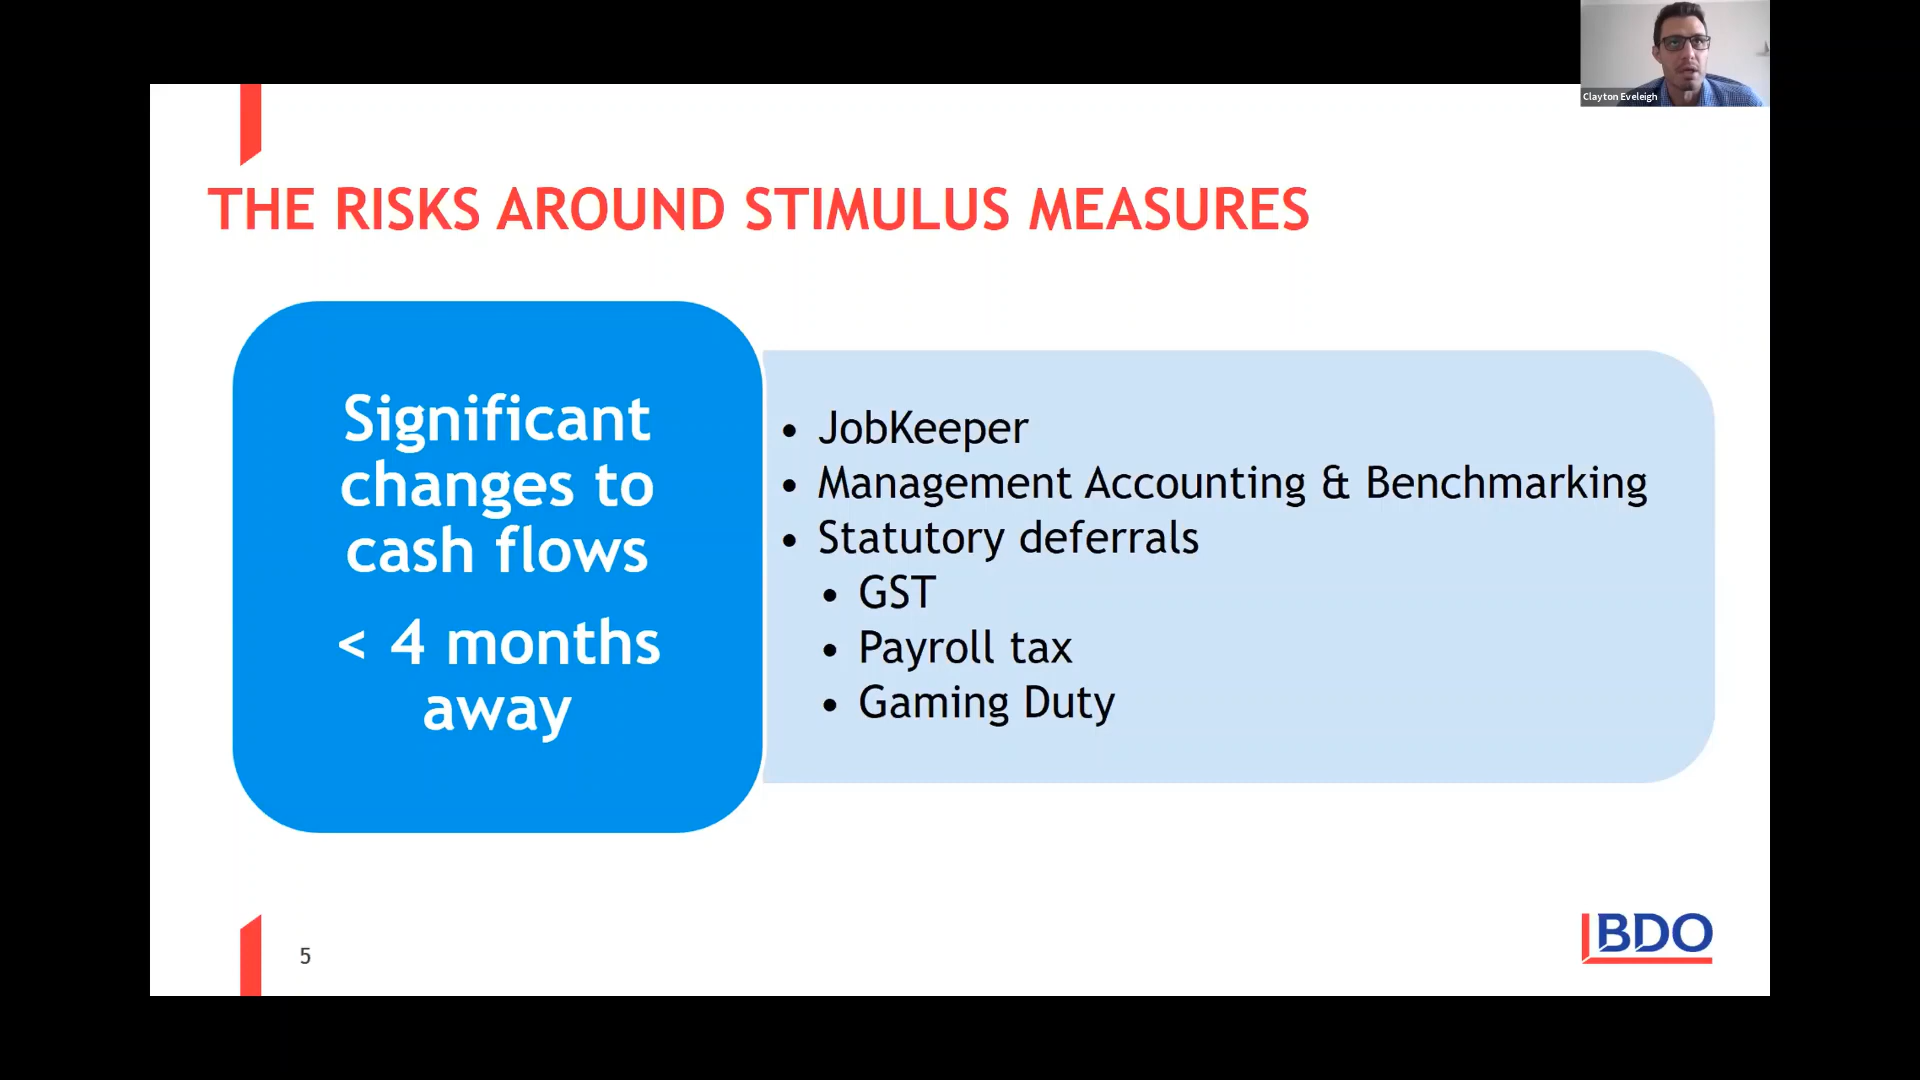 Clayton Eveleigh
THE RISKS AROUND STIMULUS MEASURES
Significant
changes to
cash flows
< 4 months
away
• JobKeeper
• Management Accounting & Benchmarking
• Statutory deferrals
• GST
• Payroll tax
• Gaming Duty
5
BDO